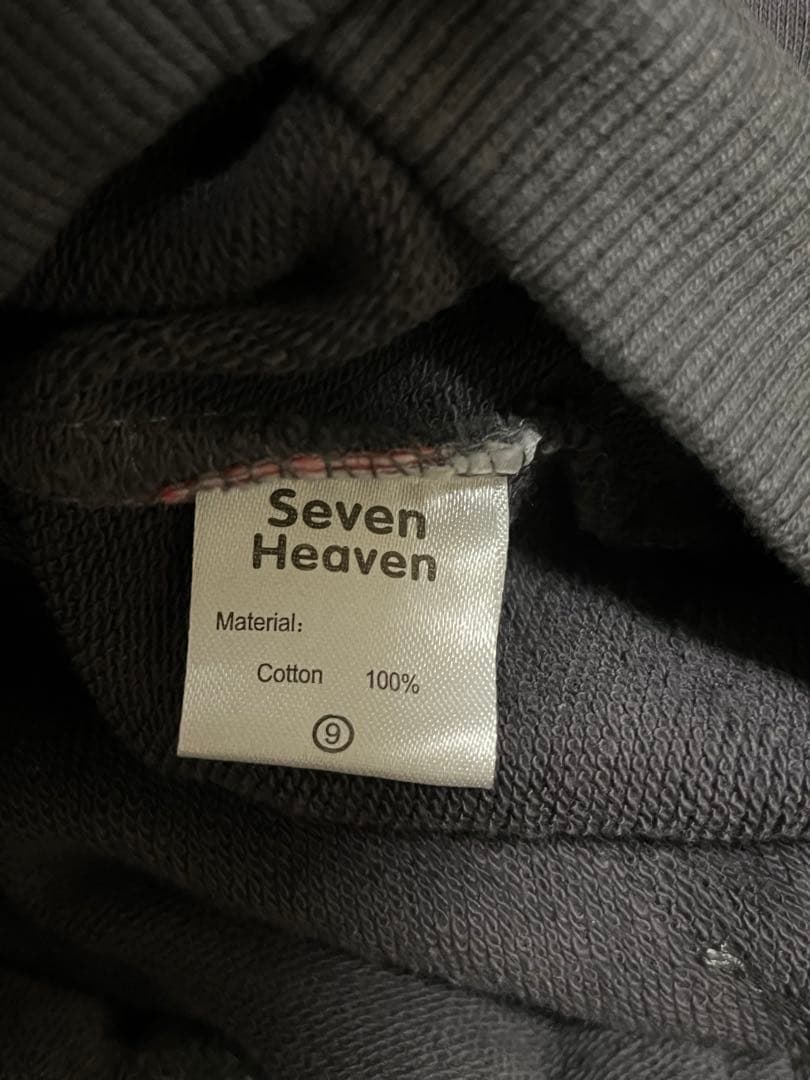 Seven
Heaven
Material:
Cotton 100%
9